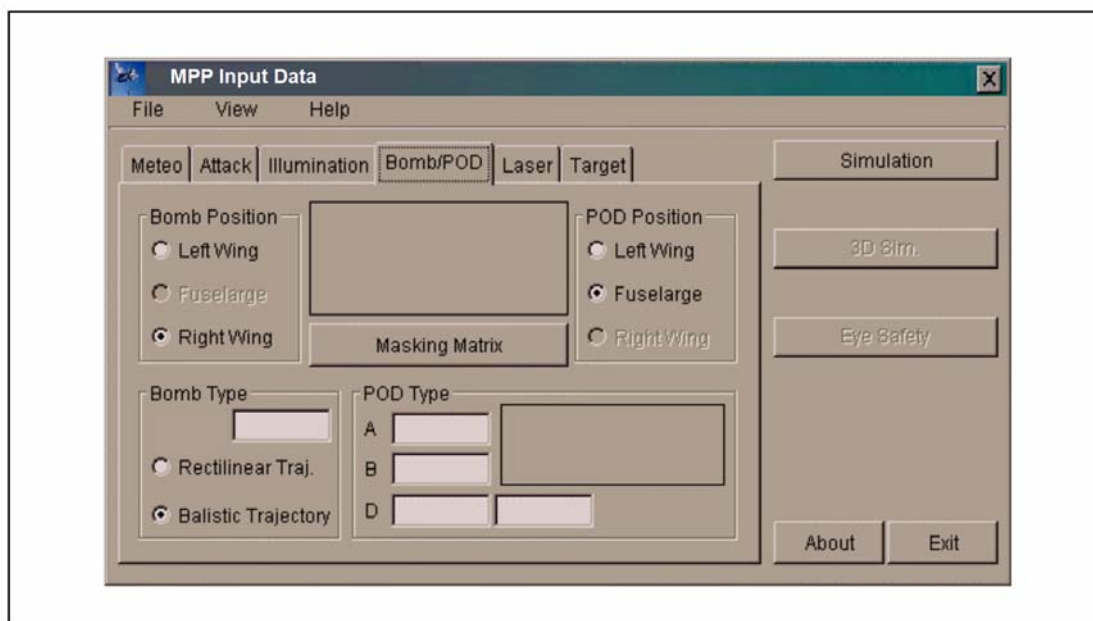 MPP Input Data
File View Help
Meteo Attack Illumination Bomb/POD Laser Target
Simulation
3D Sim.
Eye Safety
Bomb Position
Left Wing
Fuselarge
Right Wing
Masking Matrix
POD Position
Left Wing
Fuselarge
Right Wing
Bomb Type
Rectilinear Traj.
Balistic Trajectory
POD Type
A
B
D
About Exit